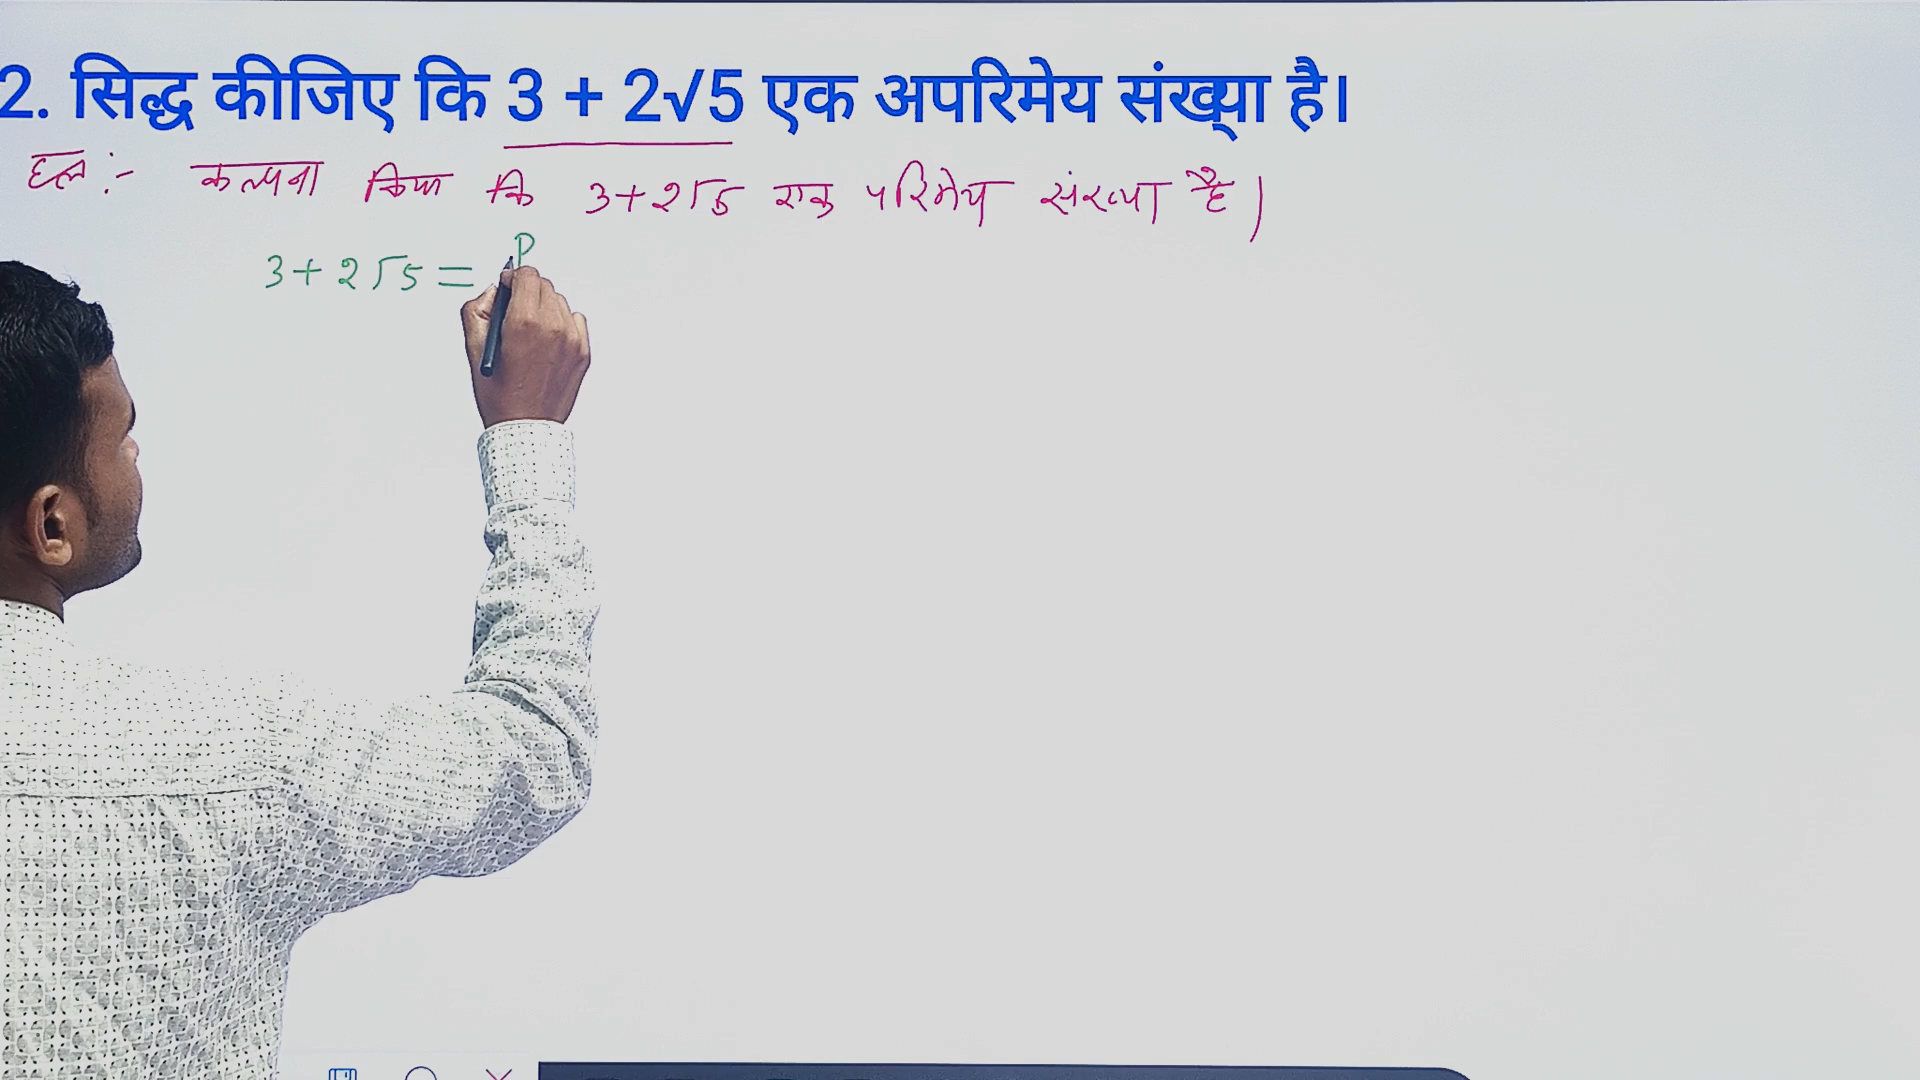 2. सिद्ध कीजिए कि 3 + 2√5 एक अपरिमेय संख्या है।
हल :- कल्पना किया कि 3+2√5 एक परिमेय संख्या है।
3+2√5 = P